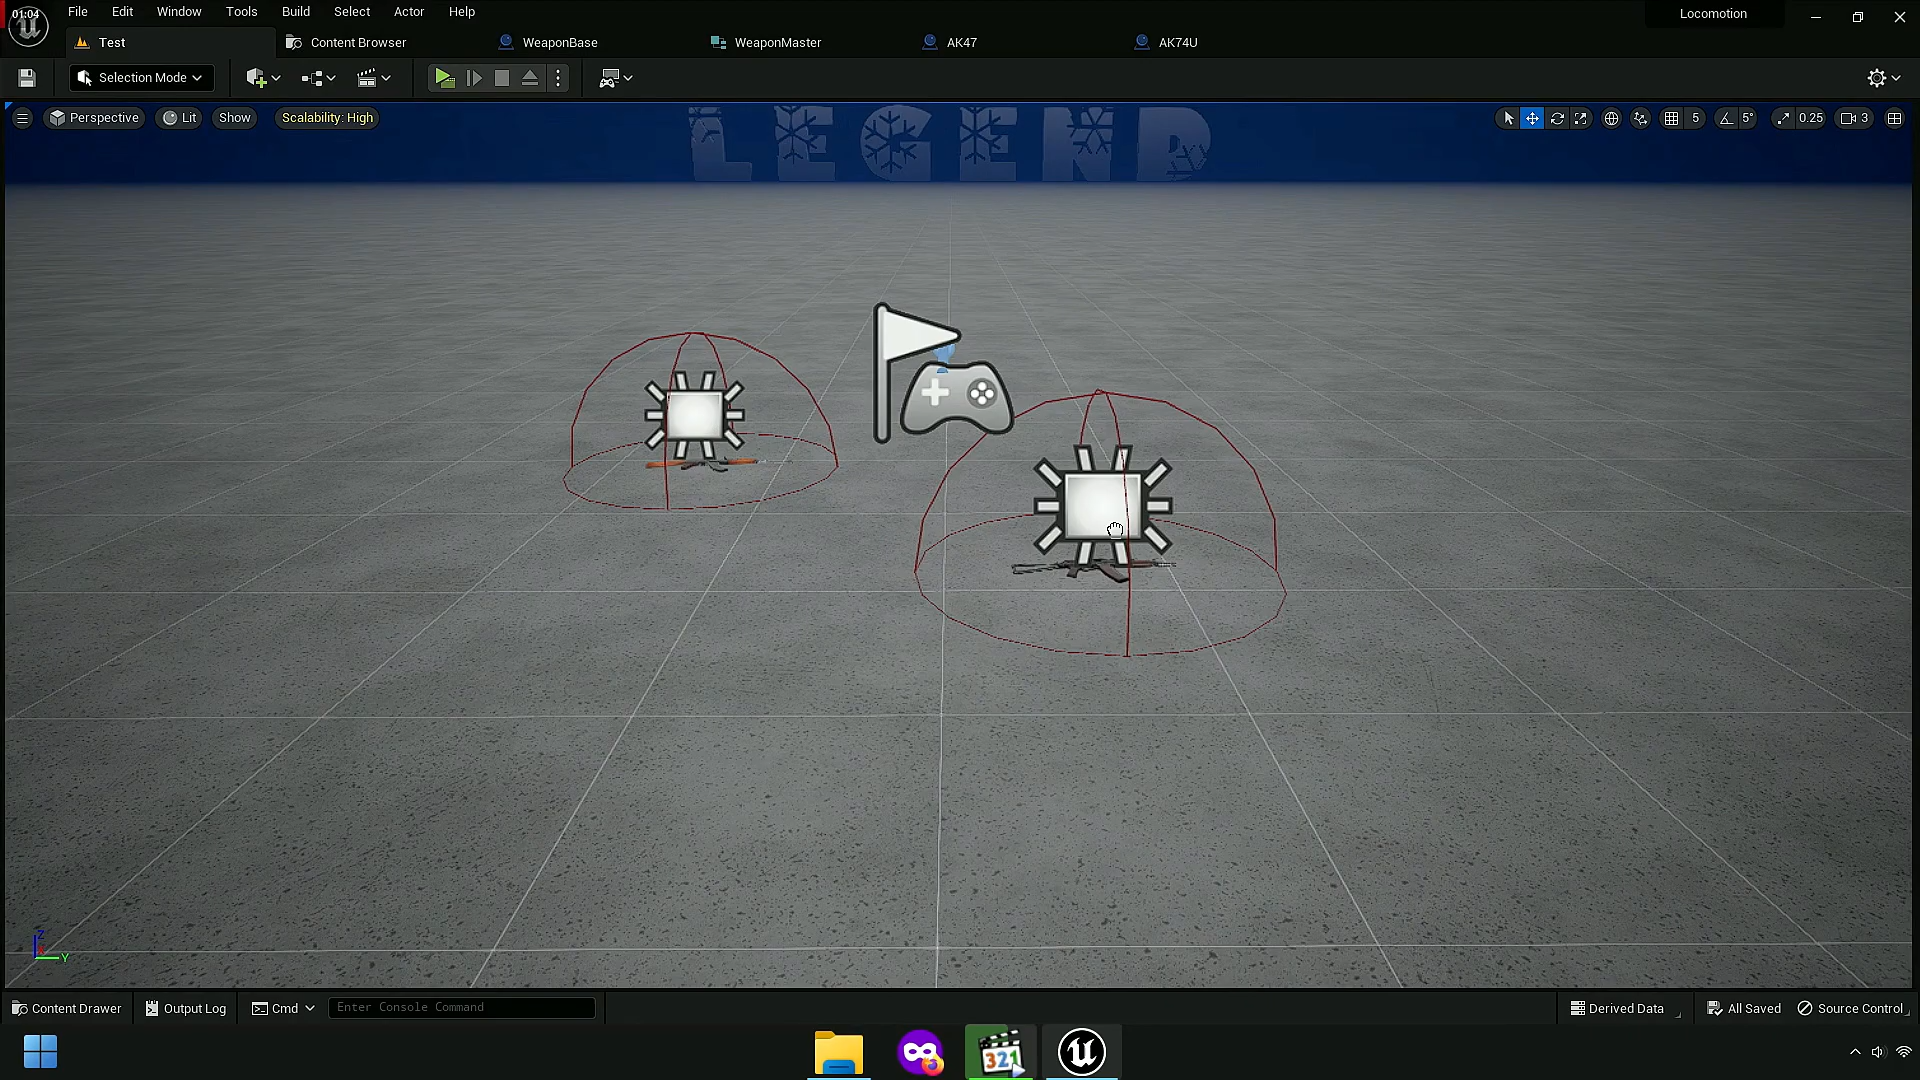 01:04
File Edit Window Tools Build Select Actor Help
Locomotion
Test
Content Browser
WeaponBase
WeaponMaster
AK47
AK74U
Selection Mode
Perspective
Lit
Show
Scalability: High
5
5°
0.25
3
LEGEND
Z
Y
Content Drawer
Output Log
Cmd
Enter Console Command
Derived Data
All Saved
Source Control
321